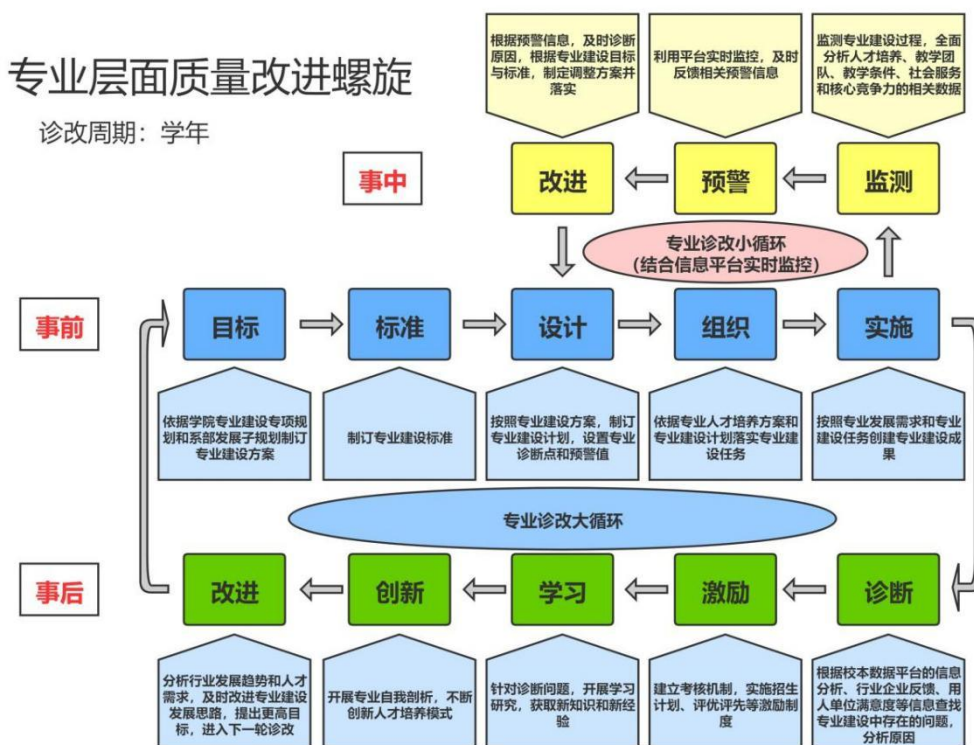 专业层面质量改进螺旋
诊改周期：学年
根据预警信息，及时诊断
原因，根据专业建设目标
与标准，制定调整方案并
落实
利用平台实时监控，及时
反馈相关预警信息
监测专业建设过程，全面
分析人才培养、教学团
队、教学条件、社会服务
和核心竞争力的相关数据
事中
改进
预警
监测
专业诊改小循环
（结合信息平台实时监控）
事前
目标
标准
设计
组织
实施
依据学院专业建设专项规
划和系部发展子规划制订
专业建设方案
制订专业建设标准
按照专业建设方案，制订
专业建设计划，设置专业
诊断点和预警值
依据专业人才培养方案和
专业建设计划落实专业建
设任务
按照专业发展需求和专业
建设任务创建专业建设成
果
专业诊改大循环
事后
改进
创新
学习
激励
诊断
分析行业发展趋势和人才
需求，及时改进专业建设
发展思路，提出更高目
标，进入下一轮诊改
开展专业自我剖析，不断
创新人才培养模式
针对诊断问题，开展学习
研究，获取新知识和新经
验
建立考核机制，实施招生
计划、评优评先等激励制
度
根据校本数据平台的信息
分析、行业企业反馈、用
人单位满意度等信息查找
专业建设中存在的问题，
分析原因